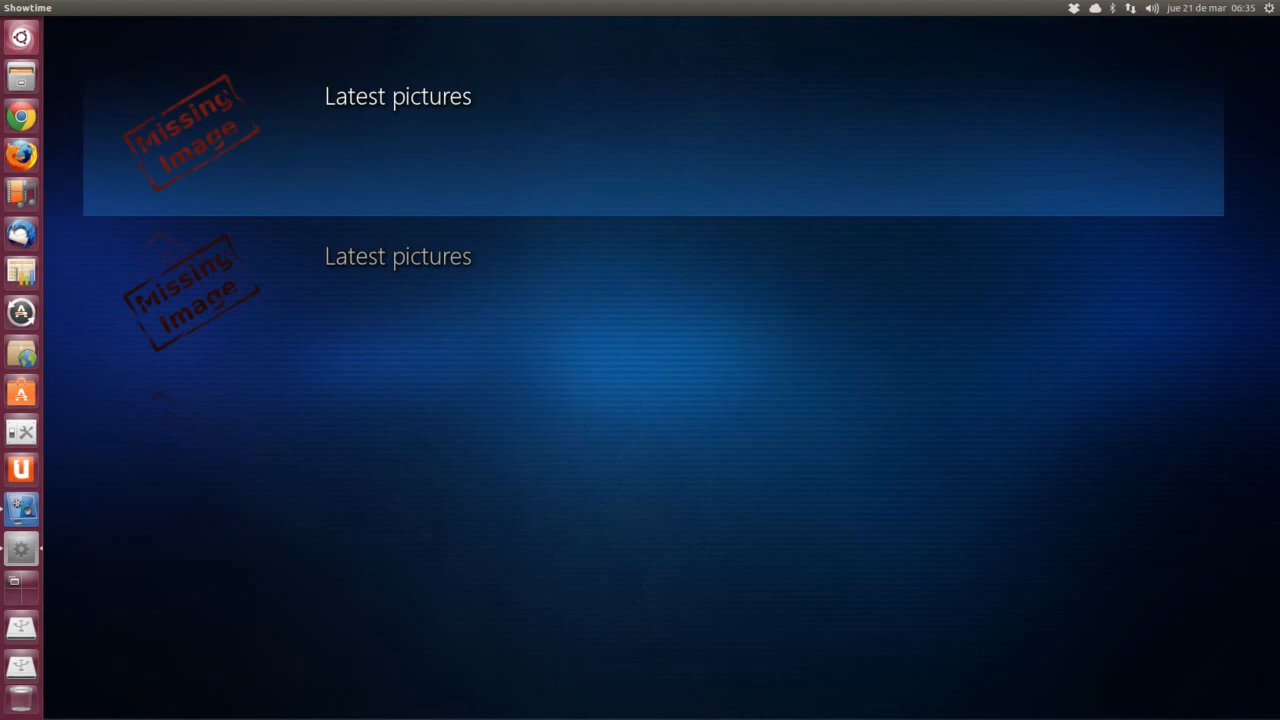 Showtime
jue 21 de mar 06:35
Missing
Image
Latest pictures
Missing
Image
Latest pictures